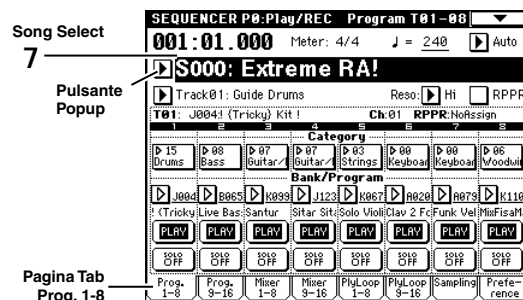 SEQUENCER P0:Play/REC Program T01-08
Song Select
7
001:01.000 Meter: 4/4 ♩= 240 Auto
S000: Extreme RA!
Pulsante
Popup
Track01: Guide Drums Reso: Hi RPPR
T01: J004:! {Tricky} Kit ! Ch:01 RPPR:NoAssign
1 2 3 4 5 6 7 8
Category
15 08 07 07 03 00 00 06
Drums Bass Guitar/ Guitar/ Strings Keyboar Keyboar Woodwi
Bank/Program
J004 B065 K099 J123 K067 A020 A079 K110
! {Tricky Live Bas Santur Sitar Sita Solo Violi Clav 2 Fc Funk Vel MixFisaM
PLAY PLAY PLAY PLAY PLAY PLAY PLAY PLAY
SOLO SOLO SOLO SOLO SOLO SOLO SOLO SOLO
OFF OFF OFF OFF OFF OFF OFF OFF
Pagina Tab
Prog. 1-8
Prog. Prog. Mixer Mixer PlyLoop PlyLoop Sampling Prefe-
1-8 9-16 1-8 9-16 1-8 9-16 rence